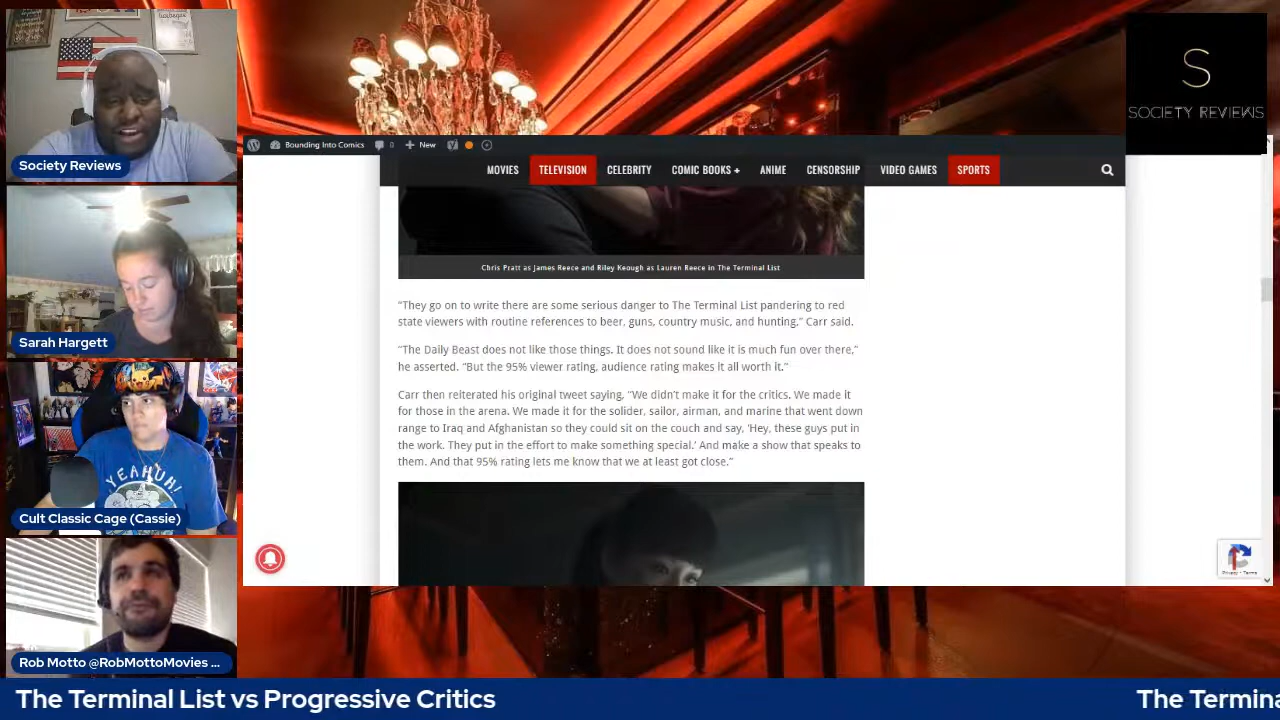 Society Reviews
Sarah Hargett
YEAHUH!
Cult Classic Cage (Cassie)
Rob Motto @RobMottoMovies ...
S
SOCIETY REVIEWS
Bounding Into Comics
0
New
MOVIES
TELEVISION
CELEBRITY
COMIC BOOKS +
ANIME
CENSORSHIP
VIDEO GAMES
SPORTS
Chris Pratt as James Reece and Riley Keough as Lauren Reece in The Terminal List
“They go on to write there are some serious danger to The Terminal List pandering to red
state viewers with routine references to beer, guns, country music, and hunting,” Carr said.
“The Daily Beast does not like those things. It does not sound like it is much fun over there,”
he asserted. “But the 95% viewer rating, audience rating makes it all worth it.”
Carr then reiterated his original tweet saying, “We didn’t make it for the critics. We made it
for those in the arena. We made it for the solider, sailor, airman, and marine that went down
range to Iraq and Afghanistan so they could sit on the couch and say, ‘Hey, these guys put in
the work. They put in the effort to make something special.’ And make a show that speaks to
them. And that 95% rating lets me know that we at least got close.”
Privacy - Terms
The Terminal List vs Progressive Critics
The Termina